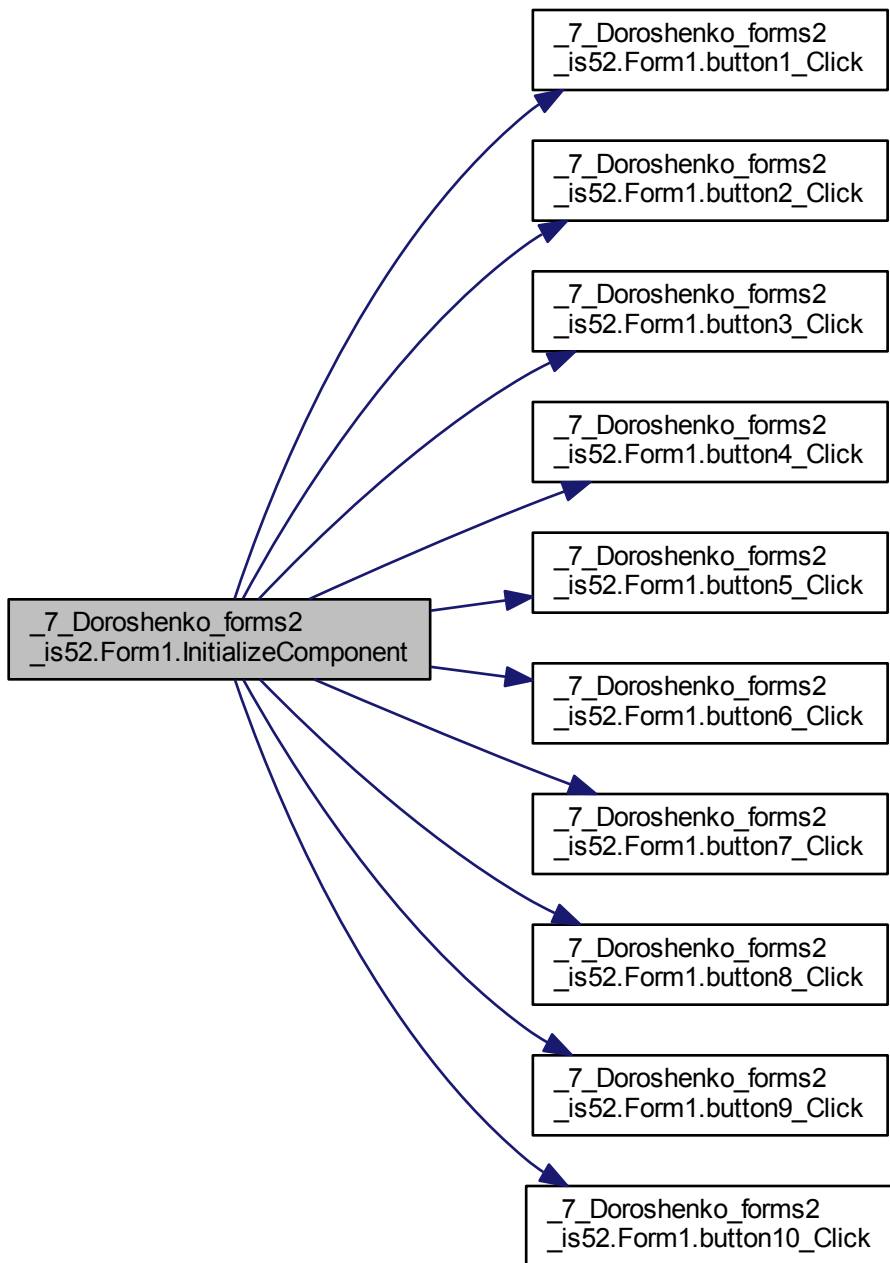 _7_Doroshenko_forms2
_is52.Form1.button1_Click
_7_Doroshenko_forms2
_is52.Form1.button2_Click
_7_Doroshenko_forms2
_is52.Form1.button3_Click
_7_Doroshenko_forms2
_is52.Form1.button4_Click
_7_Doroshenko_forms2
_is52.Form1.button5_Click
_7_Doroshenko_forms2
_is52.Form1.InitializeComponent
_7_Doroshenko_forms2
_is52.Form1.button6_Click
_7_Doroshenko_forms2
_is52.Form1.button7_Click
_7_Doroshenko_forms2
_is52.Form1.button8_Click
_7_Doroshenko_forms2
_is52.Form1.button9_Click
_7_Doroshenko_forms2
_is52.Form1.button10_Click